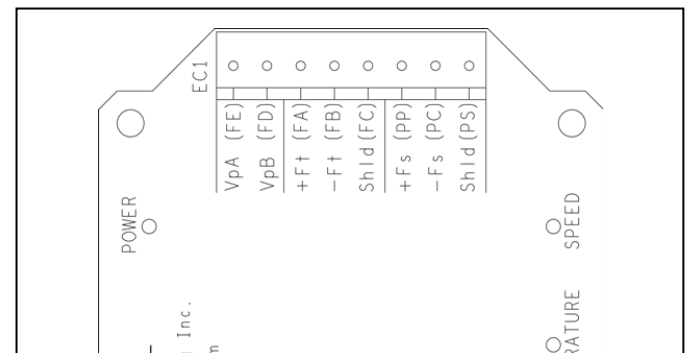 EC1
VpA (FE)
VpB (FD)
+Ft (FA)
-Ft (FB)
Shld (FC)
+Fs (PP)
-Fs (PC)
Shld (PS)
POWER
SPEED
Inc.